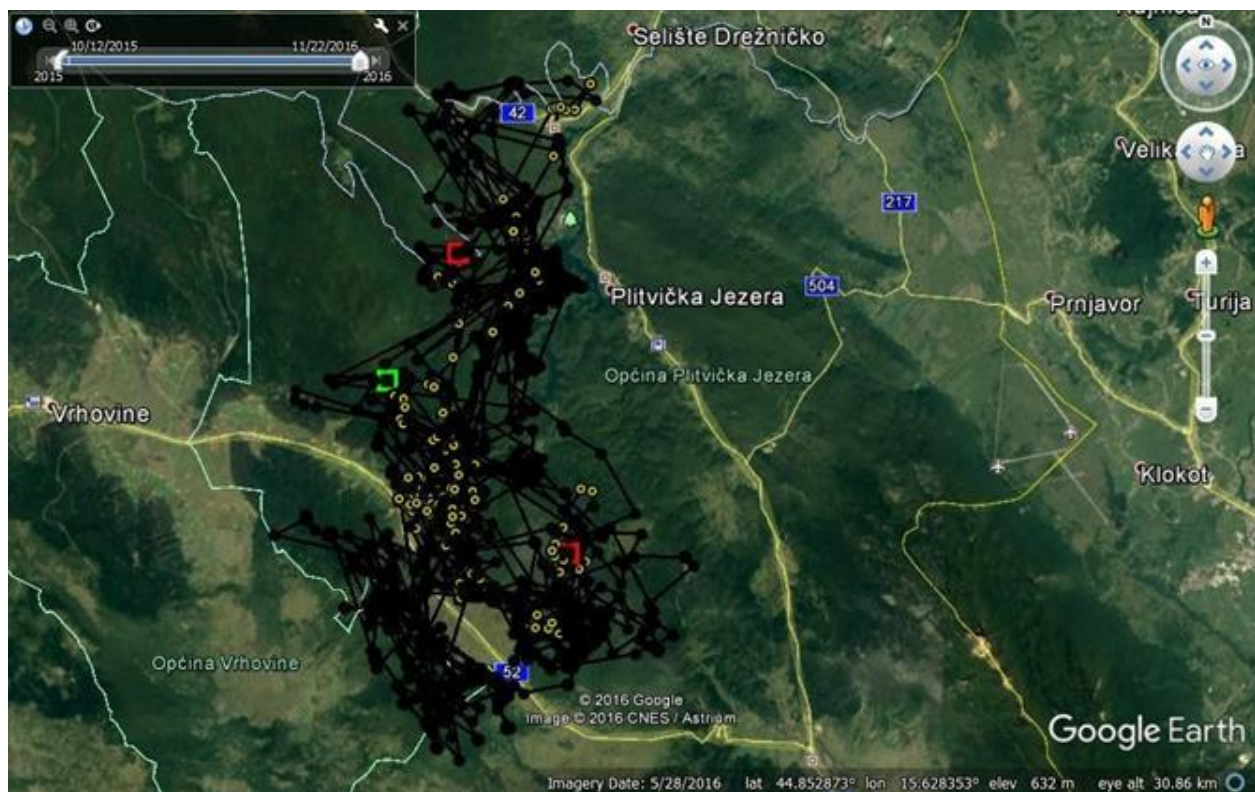 10/12/2015
11/22/2016
2015
2016
N
Selište Drežničko
42
217
Plitvička Jezera
504
Prnjavor
Turija
Općina Plitvička Jezera
Vrhovine
Klokot
Općina Vrhovine
52
© 2016 Google
Image © 2016 CNES / Astrium
Google Earth
Imagery Date: 5/28/2016 lat 44.852873° lon 15.628353° elev 632 m eye alt 30.86 km